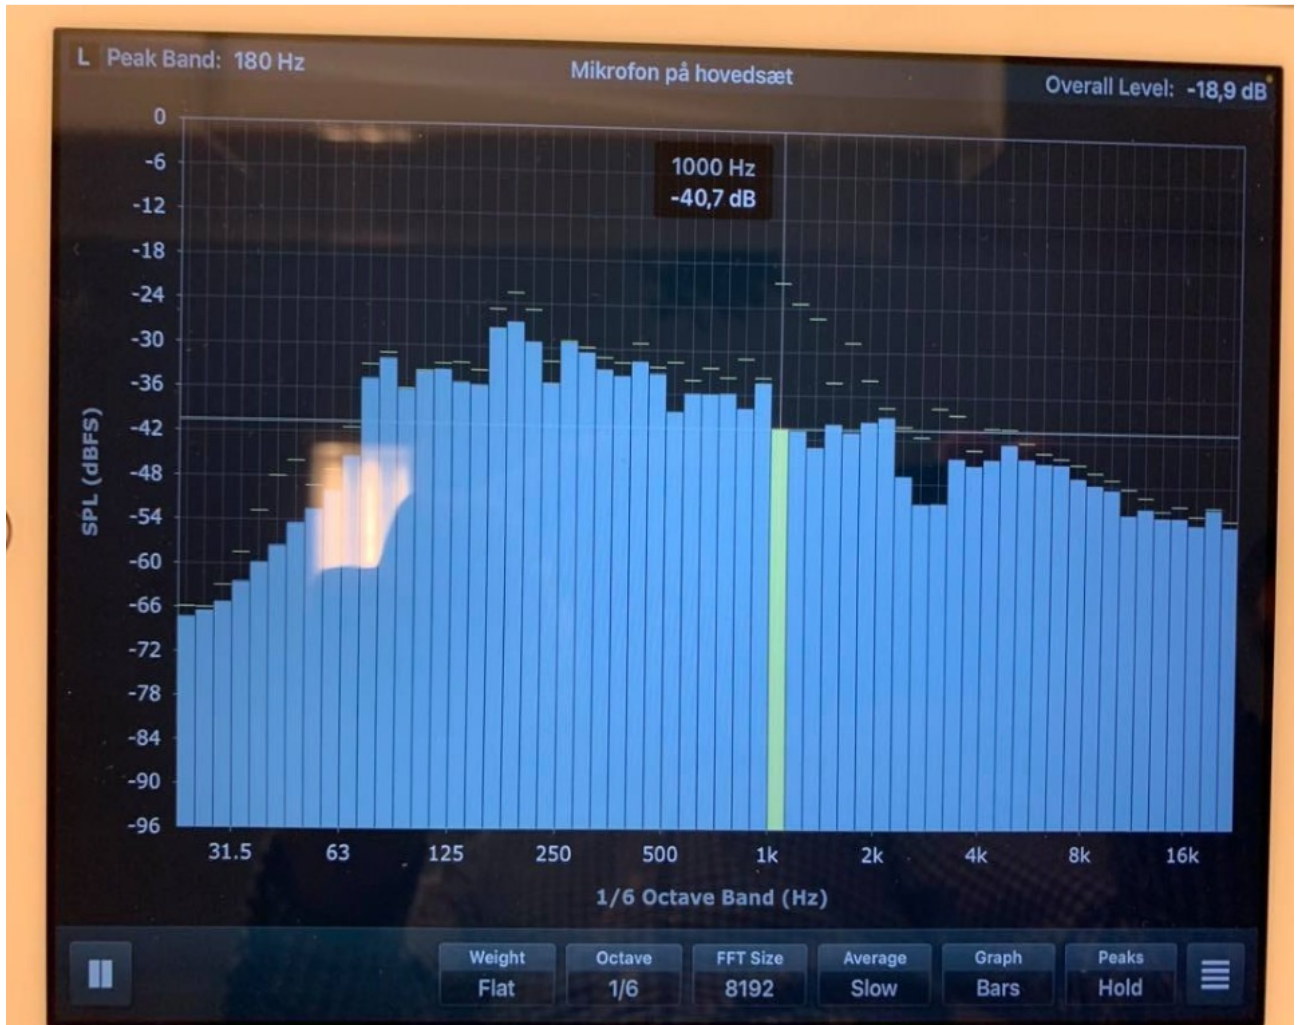 L Peak Band: 180 Hz
Mikrofon på hovedsæt
Overall Level: -18,9 dB
1000 Hz
-40,7 dB
0
-6
-12
-18
-24
-30
-36
-42
-48
-54
-60
-66
-72
-78
-84
-90
-96
SPL (dBFS)
31.5 63 125 250 500 1k 2k 4k 8k 16k
1/6 Octave Band (Hz)
Weight Octave FFT Size Average Graph Peaks
Flat 1/6 8192 Slow Bars Hold